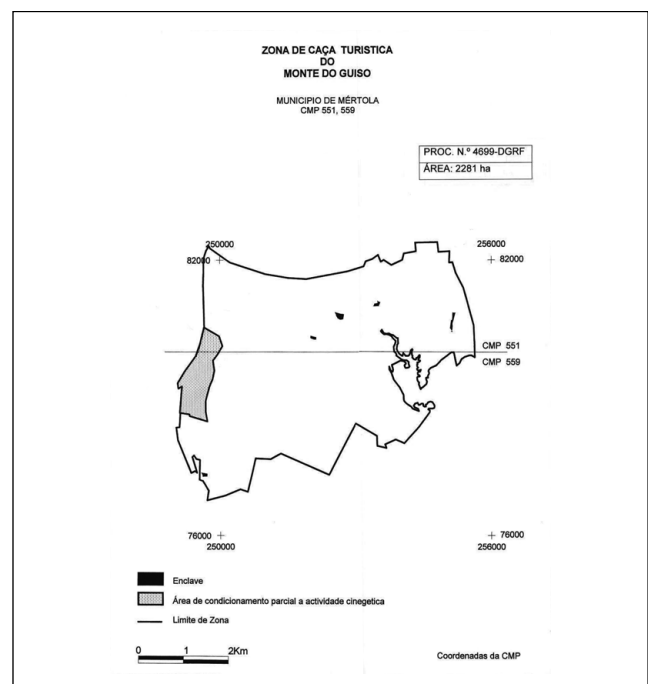 ZONA DE CAÇA TURISTICA
DO
MONTE DO GUISO
MUNICIPIO DE MÉRTOLA
CMP 551, 559
PROC. N.º 4699-DGRF
ÁREA: 2281 ha
250000
256000
82000
82000
CMP 551
CMP 559
76000
76000
250000
256000
Enclave
Área de condicionamento parcial a actividade cinegetica
Limite de Zona
0 1 2Km
Coordenadas da CMP